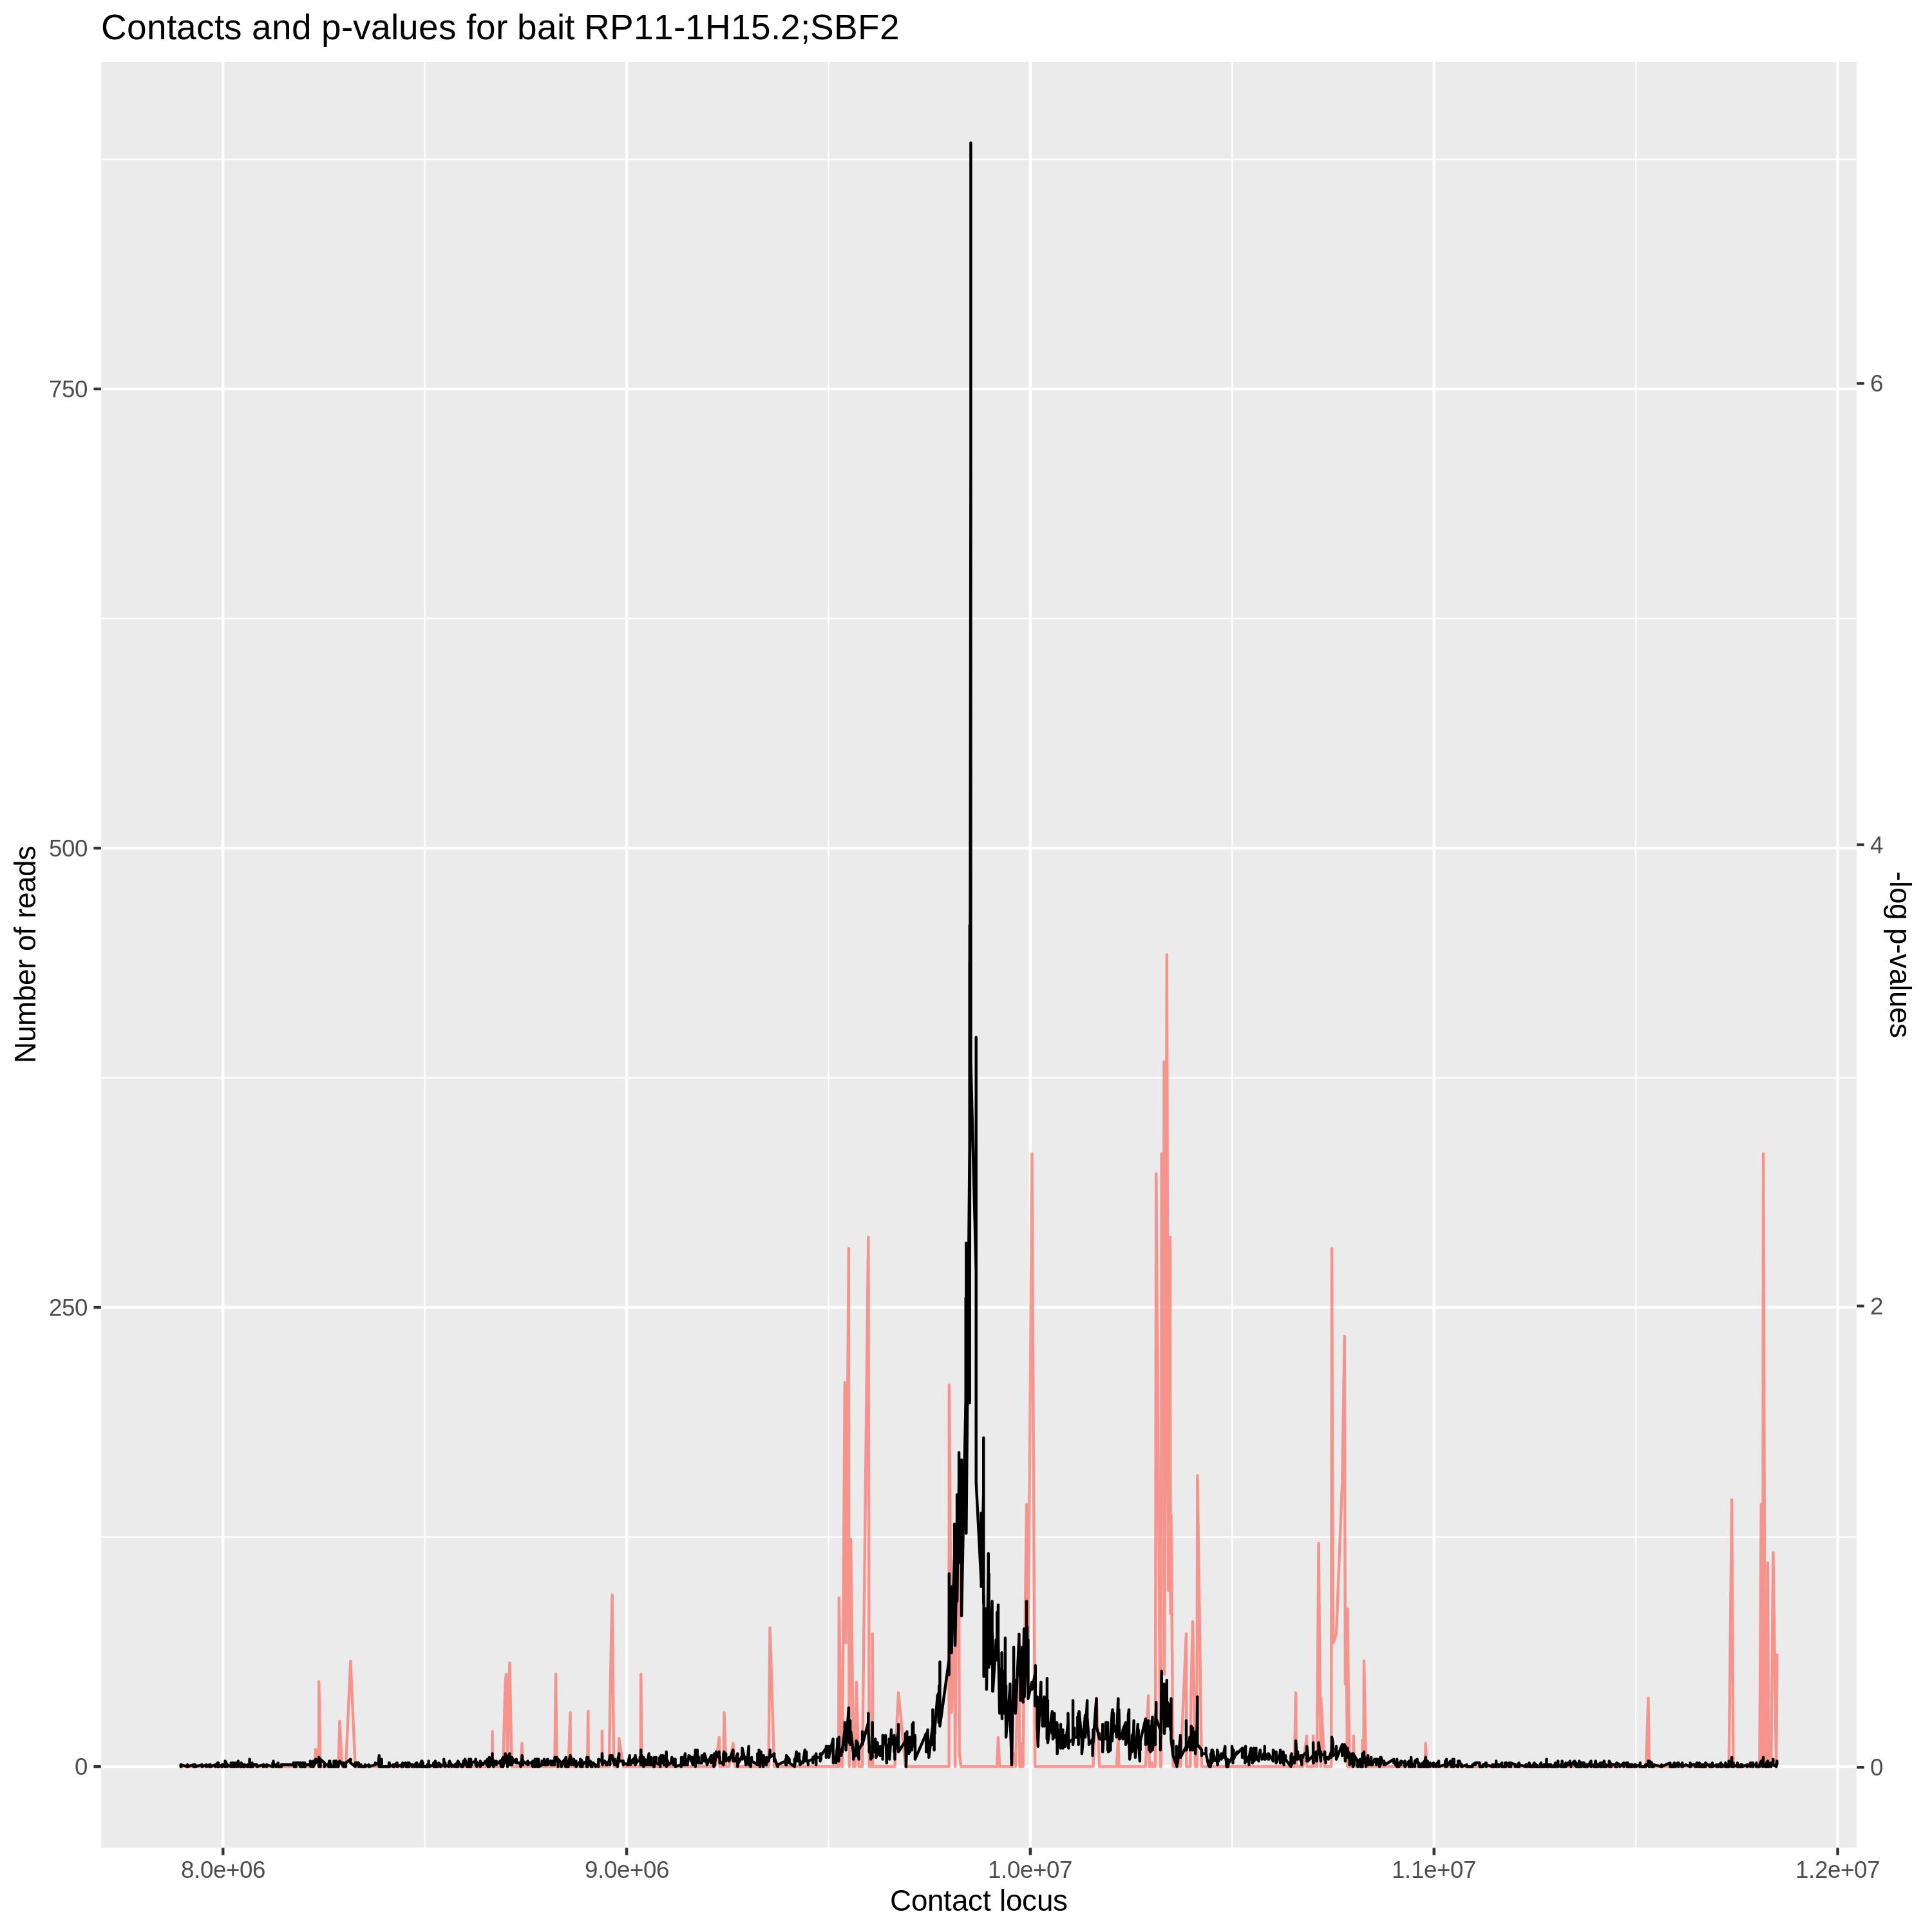 Contacts and p-values for bait RP11-1H15.2;SBF2
Number of reads
750
500
250
0
6
4
2
0
-log p-values
8.0e+06
9.0e+06
1.0e+07
1.1e+07
1.2e+07
Contact locus